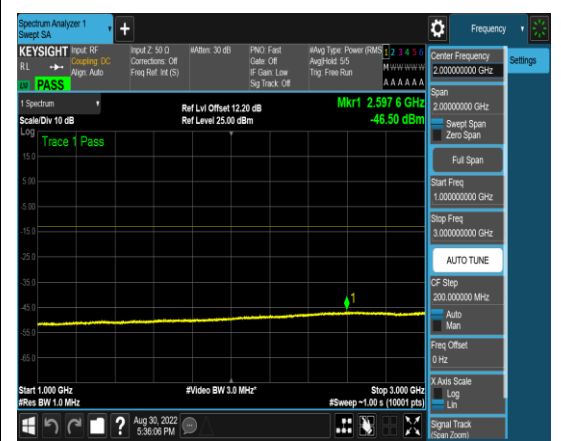 Spectrum Analyzer 1
Swept SA
+
Frequency
KEYSIGHT
RL
PASS
Input: RF
Coupling: DC
Align: Auto
Input Z: 50 Ω
Corrections: Off
Freq Ref: Int (S)
#Atten: 30 dB
PNO: Fast
Gate: Off
IF Gain: Low
Sig Track: Off
#Avg Type: Power (RMS
Avg|Hold: 5/5
Trig: Free Run
1 2 3 4 5 6
M W W W W W
A A A A A A
1 Spectrum
Scale/Div 10 dB
Ref Lvl Offset 12.20 dB
Ref Level 25.00 dBm
Mkr1 2.597 6 GHz
-46.50 dBm
Log
Trace 1 Pass
15.0
5.00
-5.00
-15.0
-25.0
-35.0
-45.0
-55.0
-65.0
1
Start 1.000 GHz
#Res BW 1.0 MHz
#Video BW 3.0 MHz*
Stop 3.000 GHz
#Sweep ~1.00 s (10001 pts)
?
Aug 30, 2022
5:36:06 PM
Center Frequency
2.000000000 GHz
Settings
Span
2.00000000 GHz
Swept Span
Zero Span
Full Span
Start Freq
1.000000000 GHz
Stop Freq
3.000000000 GHz
AUTO TUNE
CF Step
200.000000 MHz
Auto
Man
Freq Offset
0 Hz
X Axis Scale
Log
Lin
Signal Track
(Span Zoom)